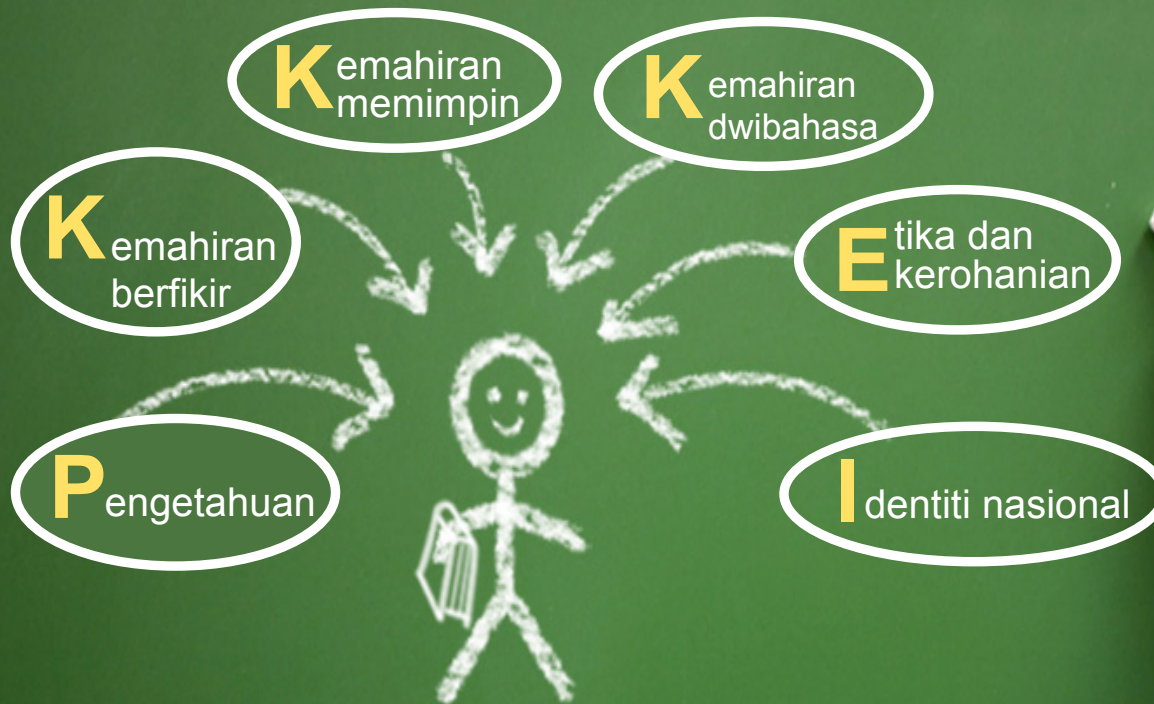 Kemahiran
memimpin
Kemahiran
dwibahasa
Kemahiran
berfikir
Etika dan
kerohanian
Pengetahuan
Identiti nasional